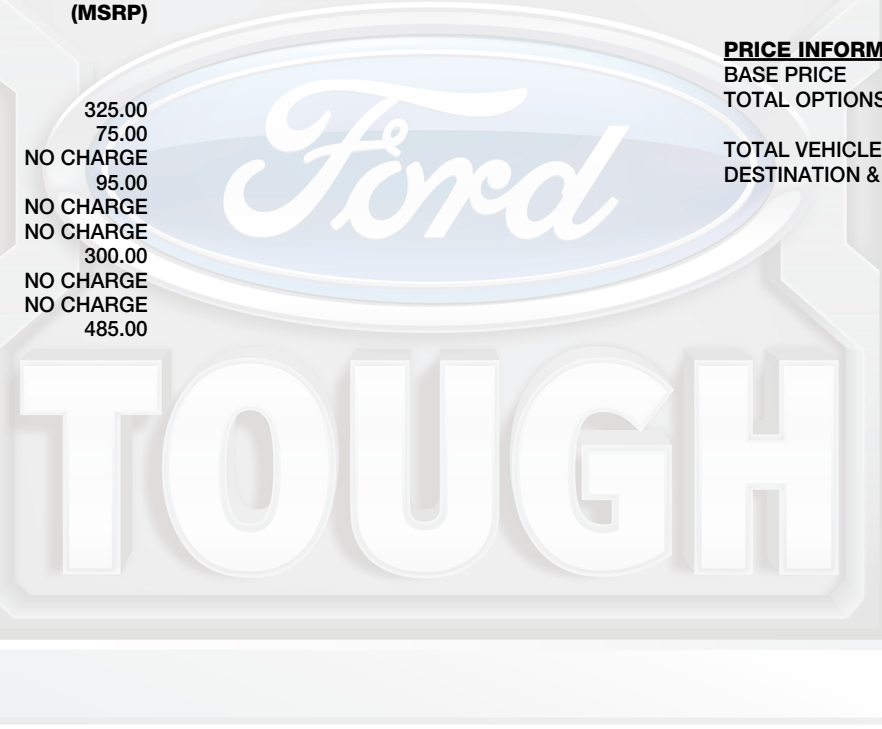 (MSRP)
325.00
75.00
NO CHARGE
95.00
NO CHARGE
NO CHARGE
300.00
NO CHARGE
NO CHARGE
485.00
PRICE INFORM
BASE PRICE
TOTAL OPTIONS
TOTAL VEHICLE
DESTINATION &
Ford
TOUGH